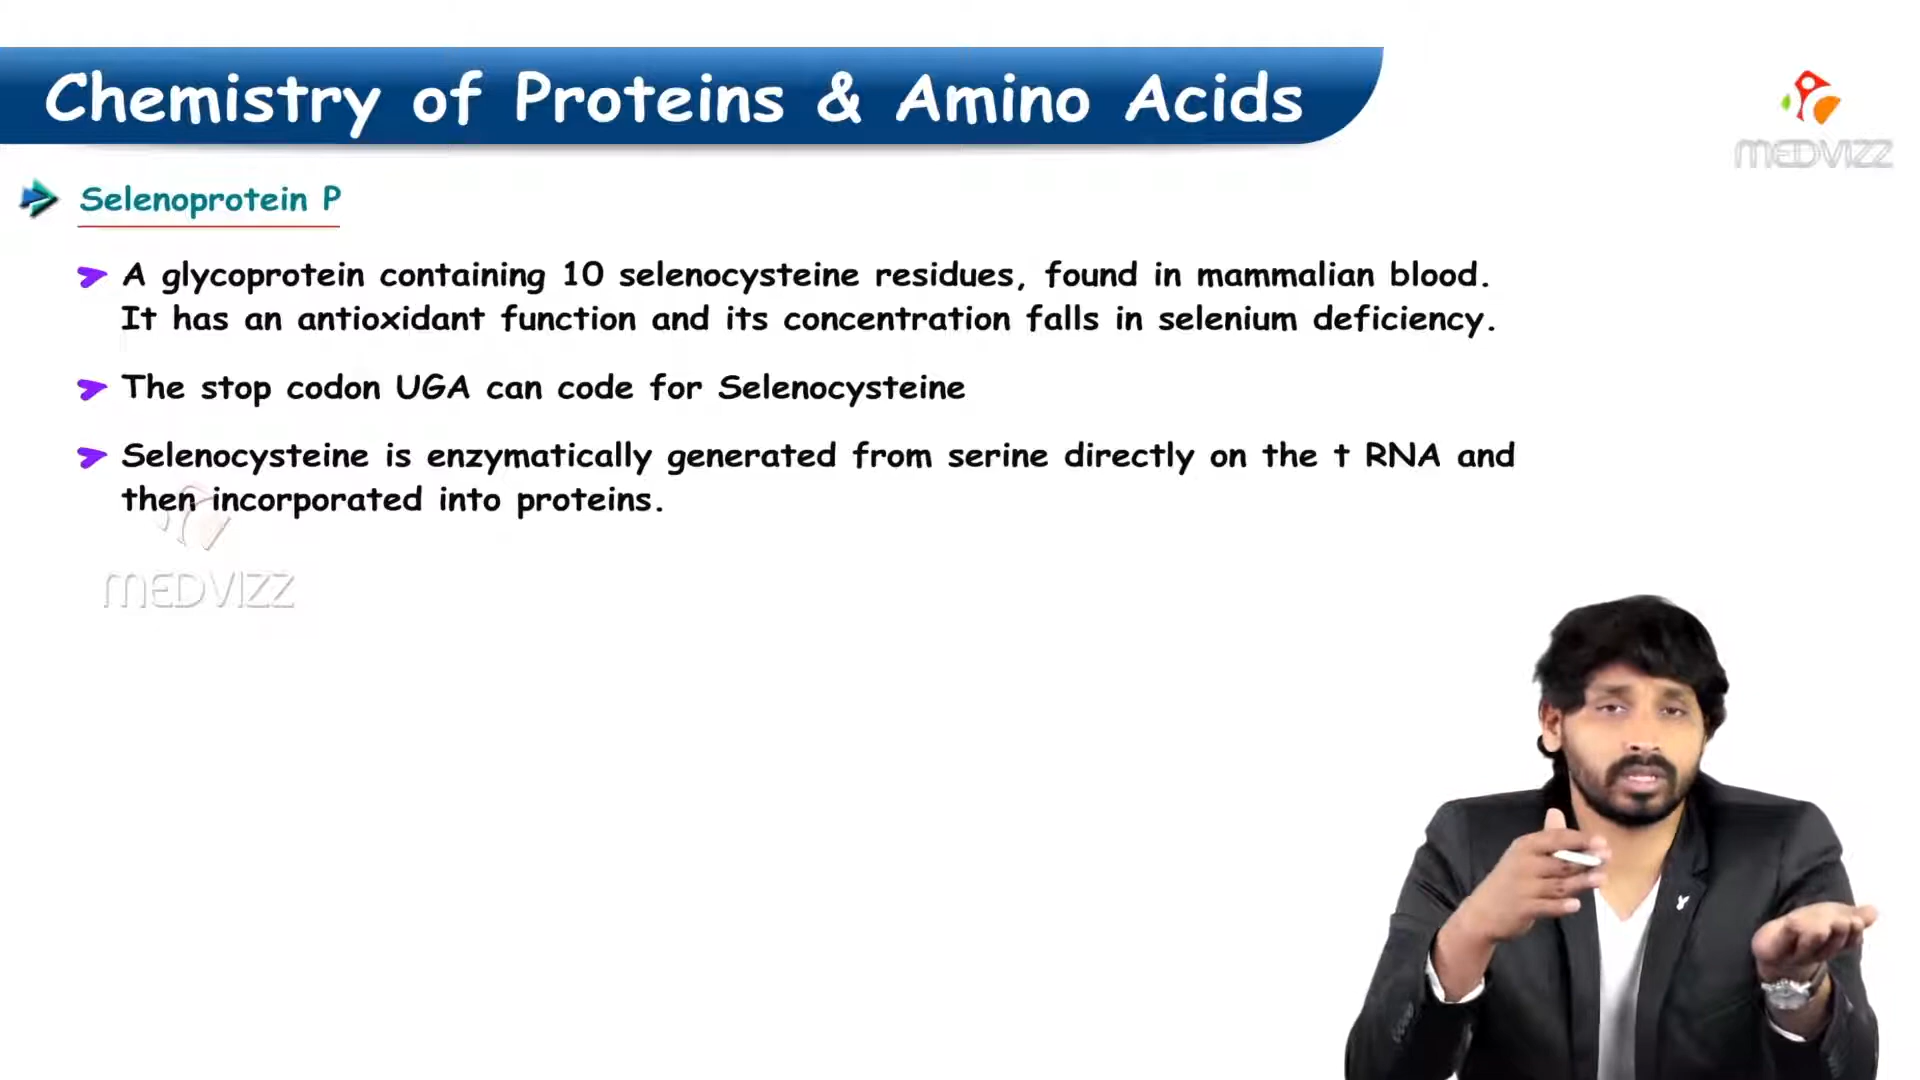 Chemistry of Proteins & Amino Acids
MEDVIZZ
Selenoprotein P
A glycoprotein containing 10 selenocysteine residues, found in mammalian blood.
It has an antioxidant function and its concentration falls in selenium deficiency.
The stop codon UGA can code for Selenocysteine
Selenocysteine is enzymatically generated from serine directly on the t RNA and
then incorporated into proteins.
MEDVIZZ